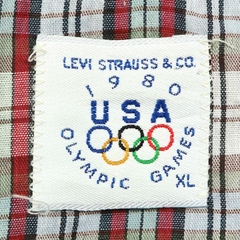 LEVI STRAUSS & CO.
1980
USA
OLYMPIC GAMES
XL